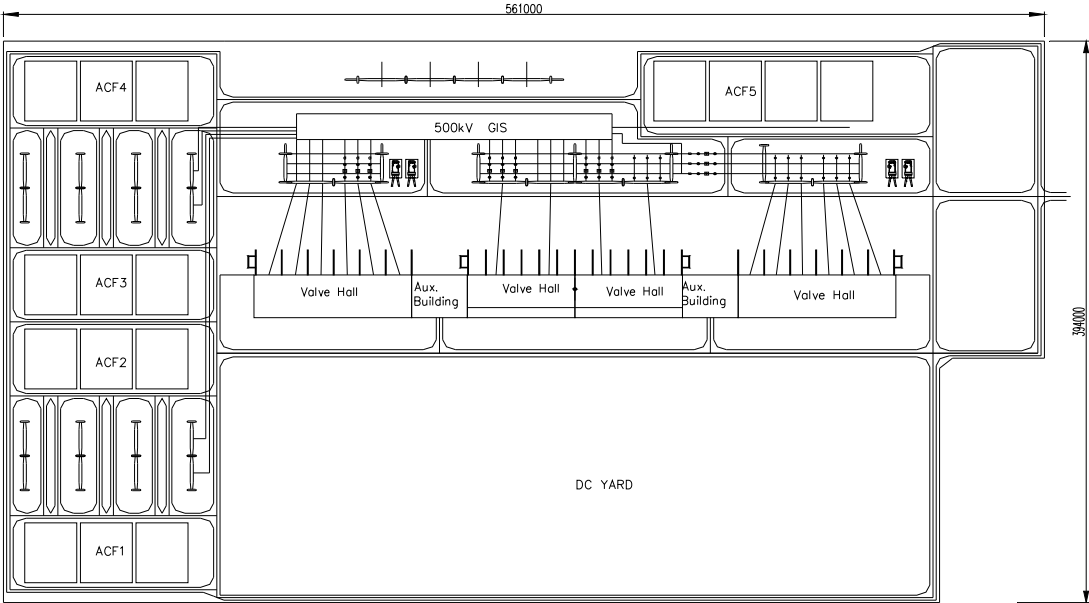 561000
ACF4
ACF5
500kV GIS
ACF3
Valve Hall
Aux.
Building
Valve Hall
Valve Hall
Aux.
Building
Valve Hall
394000
ACF2
DC YARD
ACF1